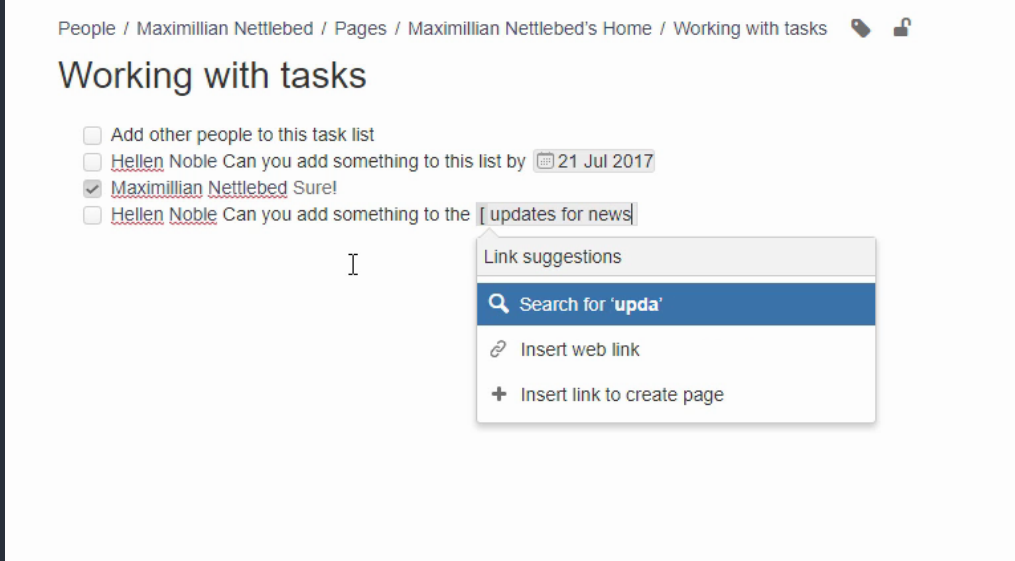 People / Maximillian Nettlebed / Pages / Maximillian Nettlebed's Home / Working with tasks
Working with tasks
Add other people to this task list
Hellen Noble Can you add something to this list by 21 Jul 2017
Maximillian Nettlebed Sure!
Hellen Noble Can you add something to the [ updates for news
Link suggestions
Search for ‘upda’
Insert web link
Insert link to create page